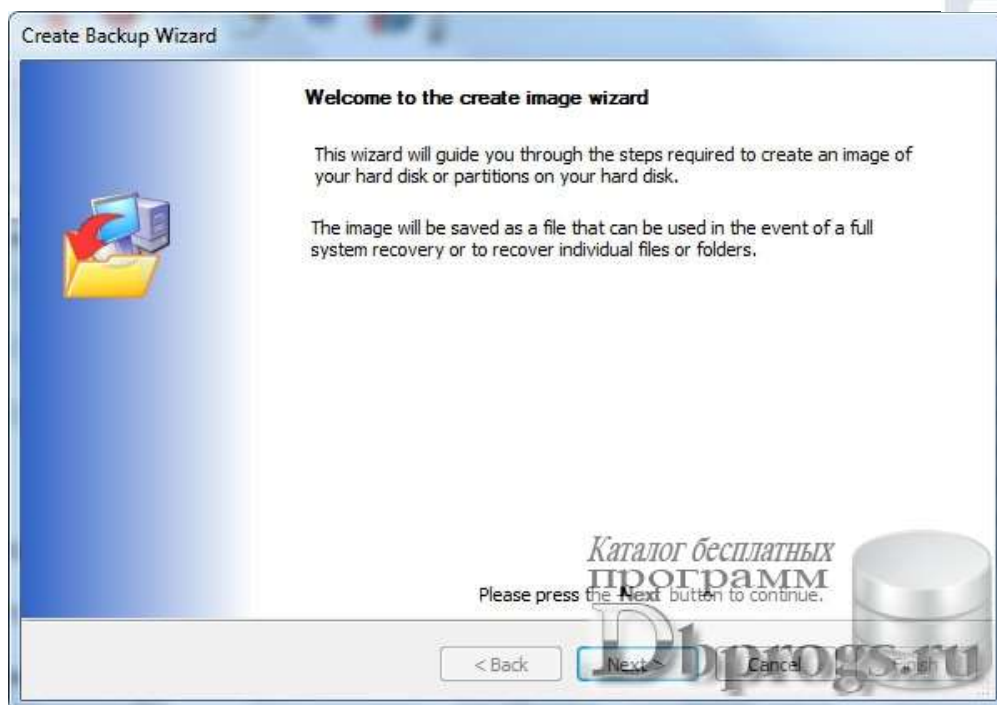 Create Backup Wizard
Welcome to the create image wizard
This wizard will guide you through the steps required to create an image of
your hard disk or partitions on your hard disk.
The image will be saved as a file that can be used in the event of a full
system recovery or to recover individual files or folders.
Каталог бесплатных
программ
Please press the Next button to continue.
< Back
Next >
Cancel
Finish
Dbprogs.ru